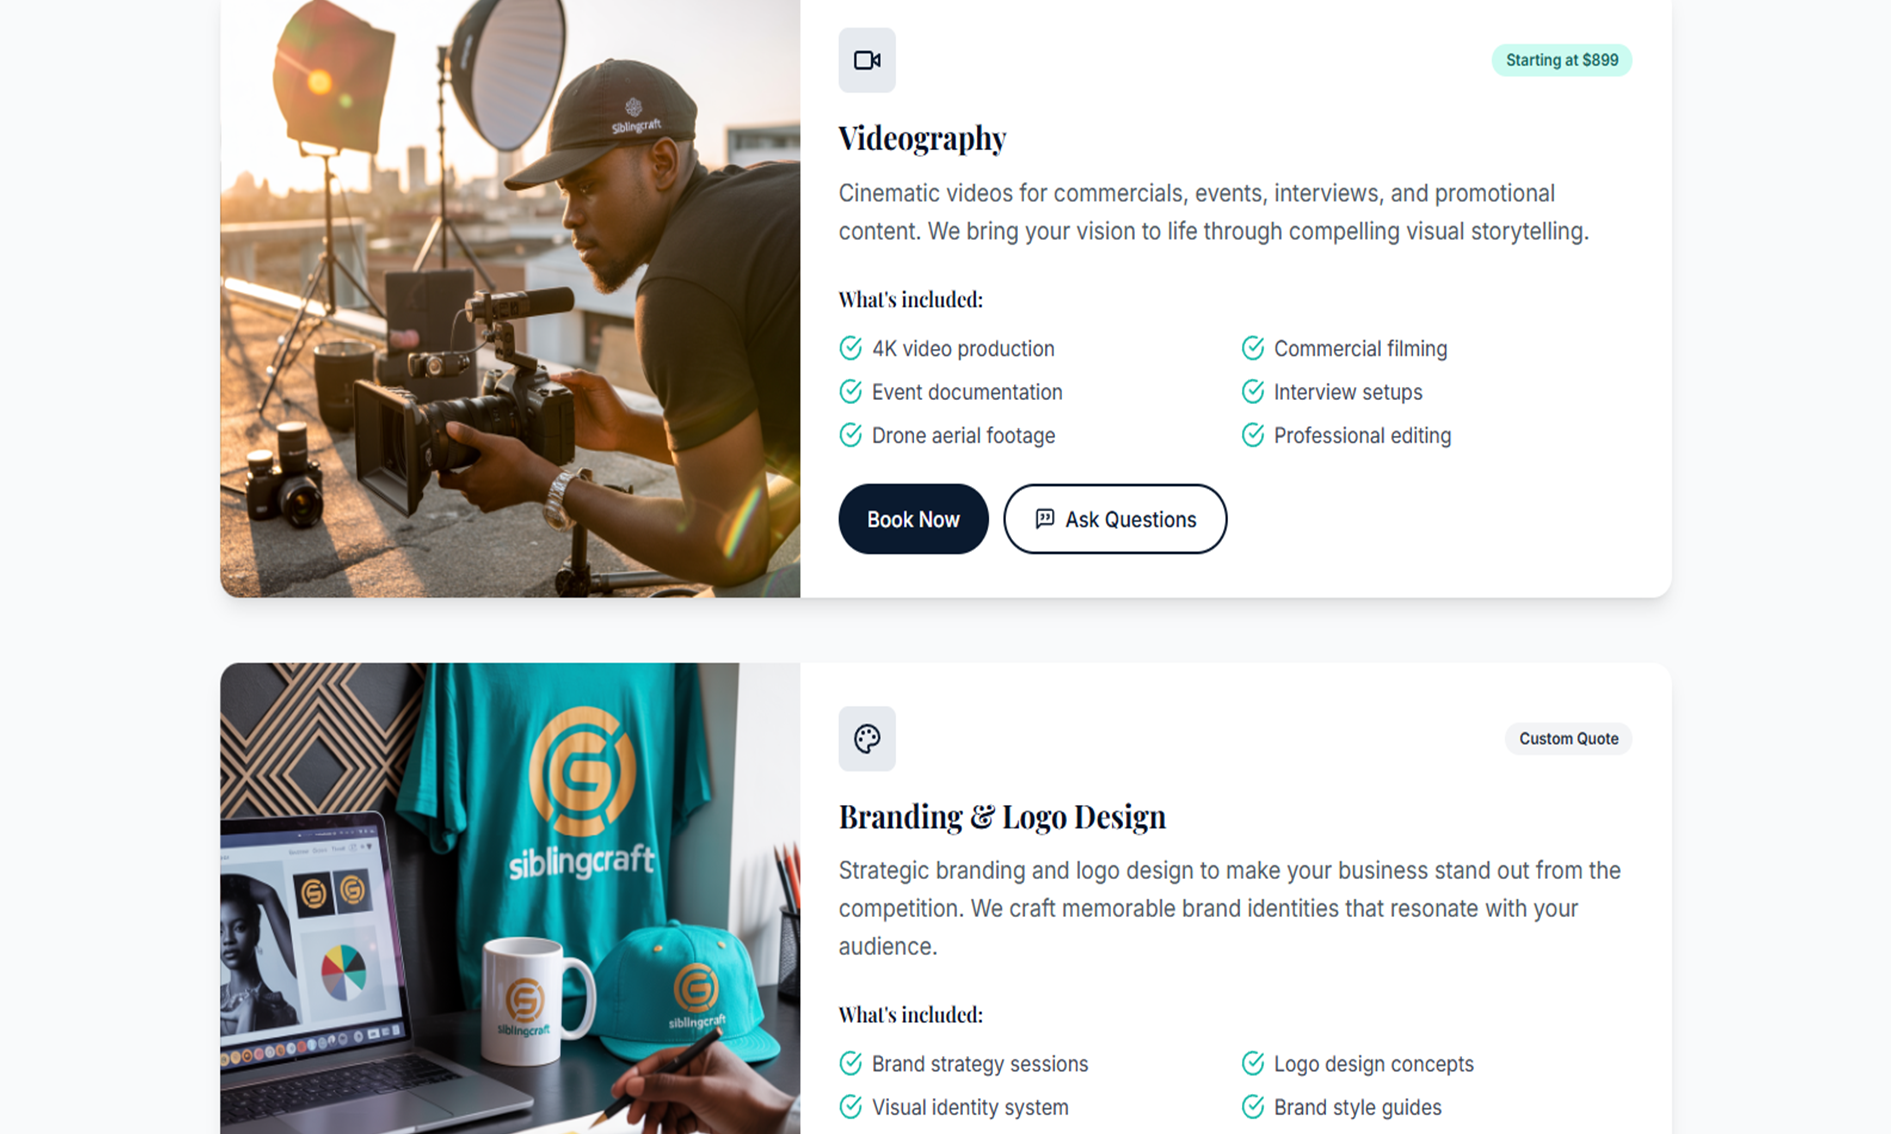 Siblingcraft
Starting at $899
Videography
Cinematic videos for commercials, events, interviews, and promotional
content. We bring your vision to life through compelling visual storytelling.
What's included:
4K video production
Commercial filming
Event documentation
Interview setups
Drone aerial footage
Professional editing
Book Now
Ask Questions
siblingcraft
siblingcraft
siblingcraft
Custom Quote
Branding & Logo Design
Strategic branding and logo design to make your business stand out from the
competition. We craft memorable brand identities that resonate with your
audience.
What's included:
Brand strategy sessions
Logo design concepts
Visual identity system
Brand style guides